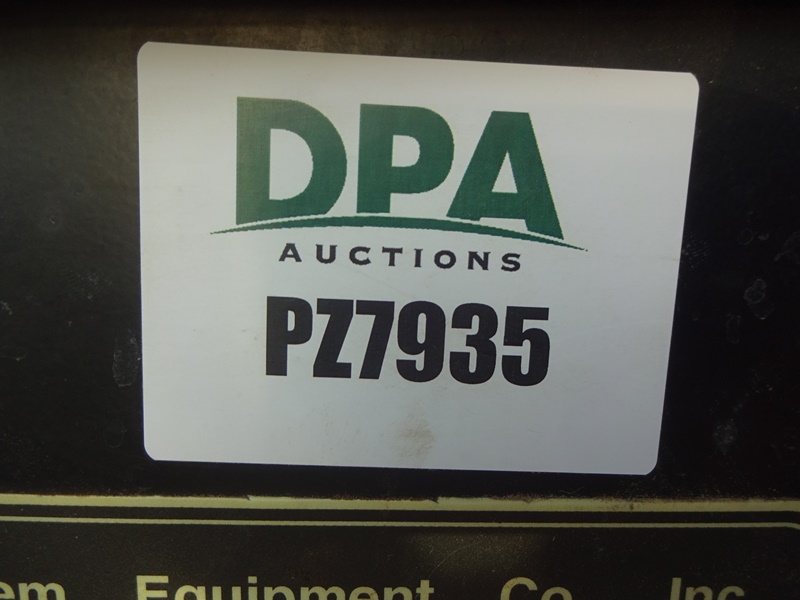 DPA
AUCTIONS
PZ7935
Equipment Co Inc